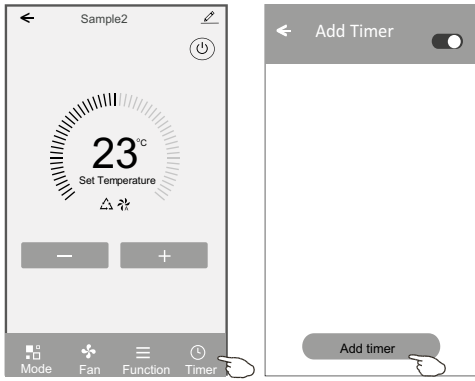 Sample2
23°C
Set Temperature
A
− +
Mode Fan Function Timer
Add Timer
Add timer